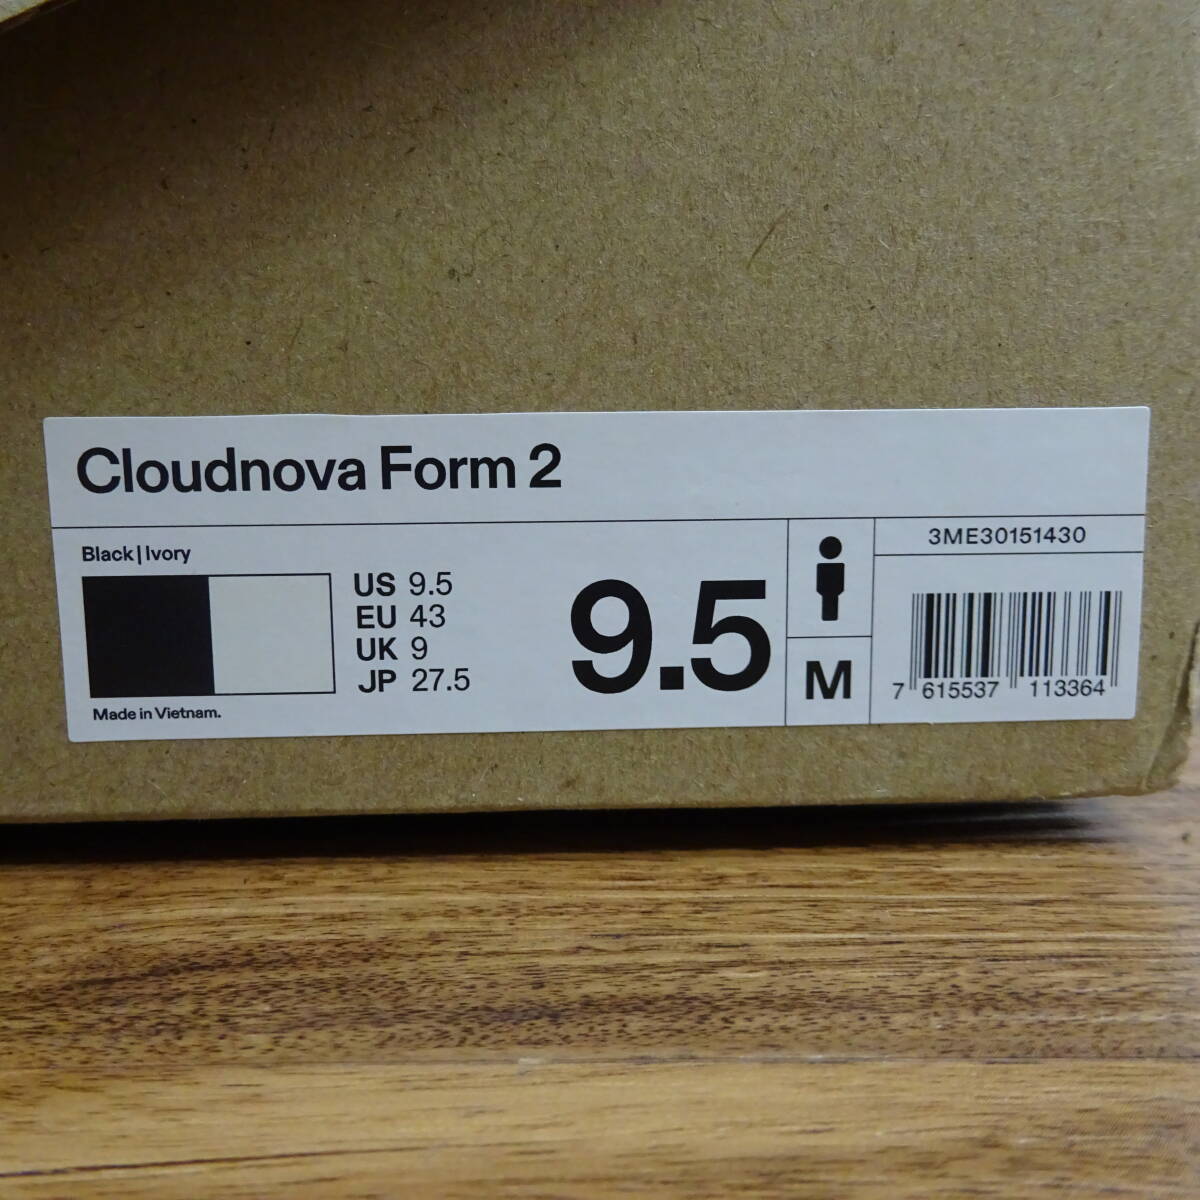 Cloudnova Form 2
Black|Ivory
US 9.5
EU 43
UK 9
JP 27.5
9.5
M
3ME30151430
7 615537 113364
Made in Vietnam.